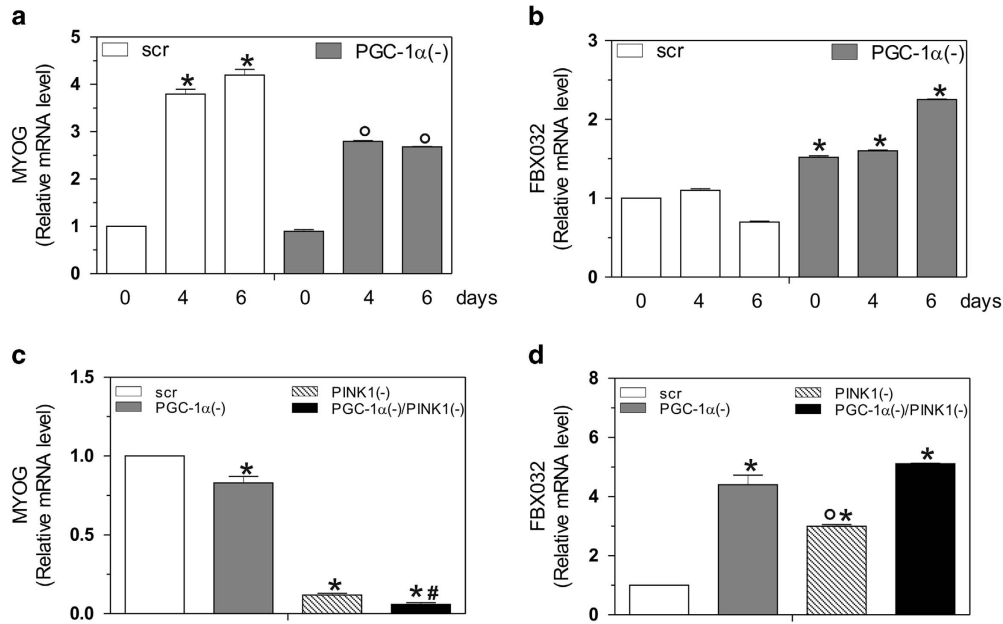 a
scr
PGC-1α(-)
MYOG
(Relative mRNA level)
5
4
3
2
1
0
* * ° °
0 4 6 0 4 6 days
b
scr
PGC-1α(-)
FBX032
(Relative mRNA level)
3
2
1
0
* * *
0 4 6 0 4 6 days
c
scr
PGC-1α(-)
PINK1(-)
PGC-1α(-)/PINK1(-)
MYOG
(Relative mRNA level)
1.5
1.0
0.5
0.0
* * *#
d
scr
PGC-1α(-)
PINK1(-)
PGC-1α(-)/PINK1(-)
FBX032
(Relative mRNA level)
8
6
4
2
0
* °* *